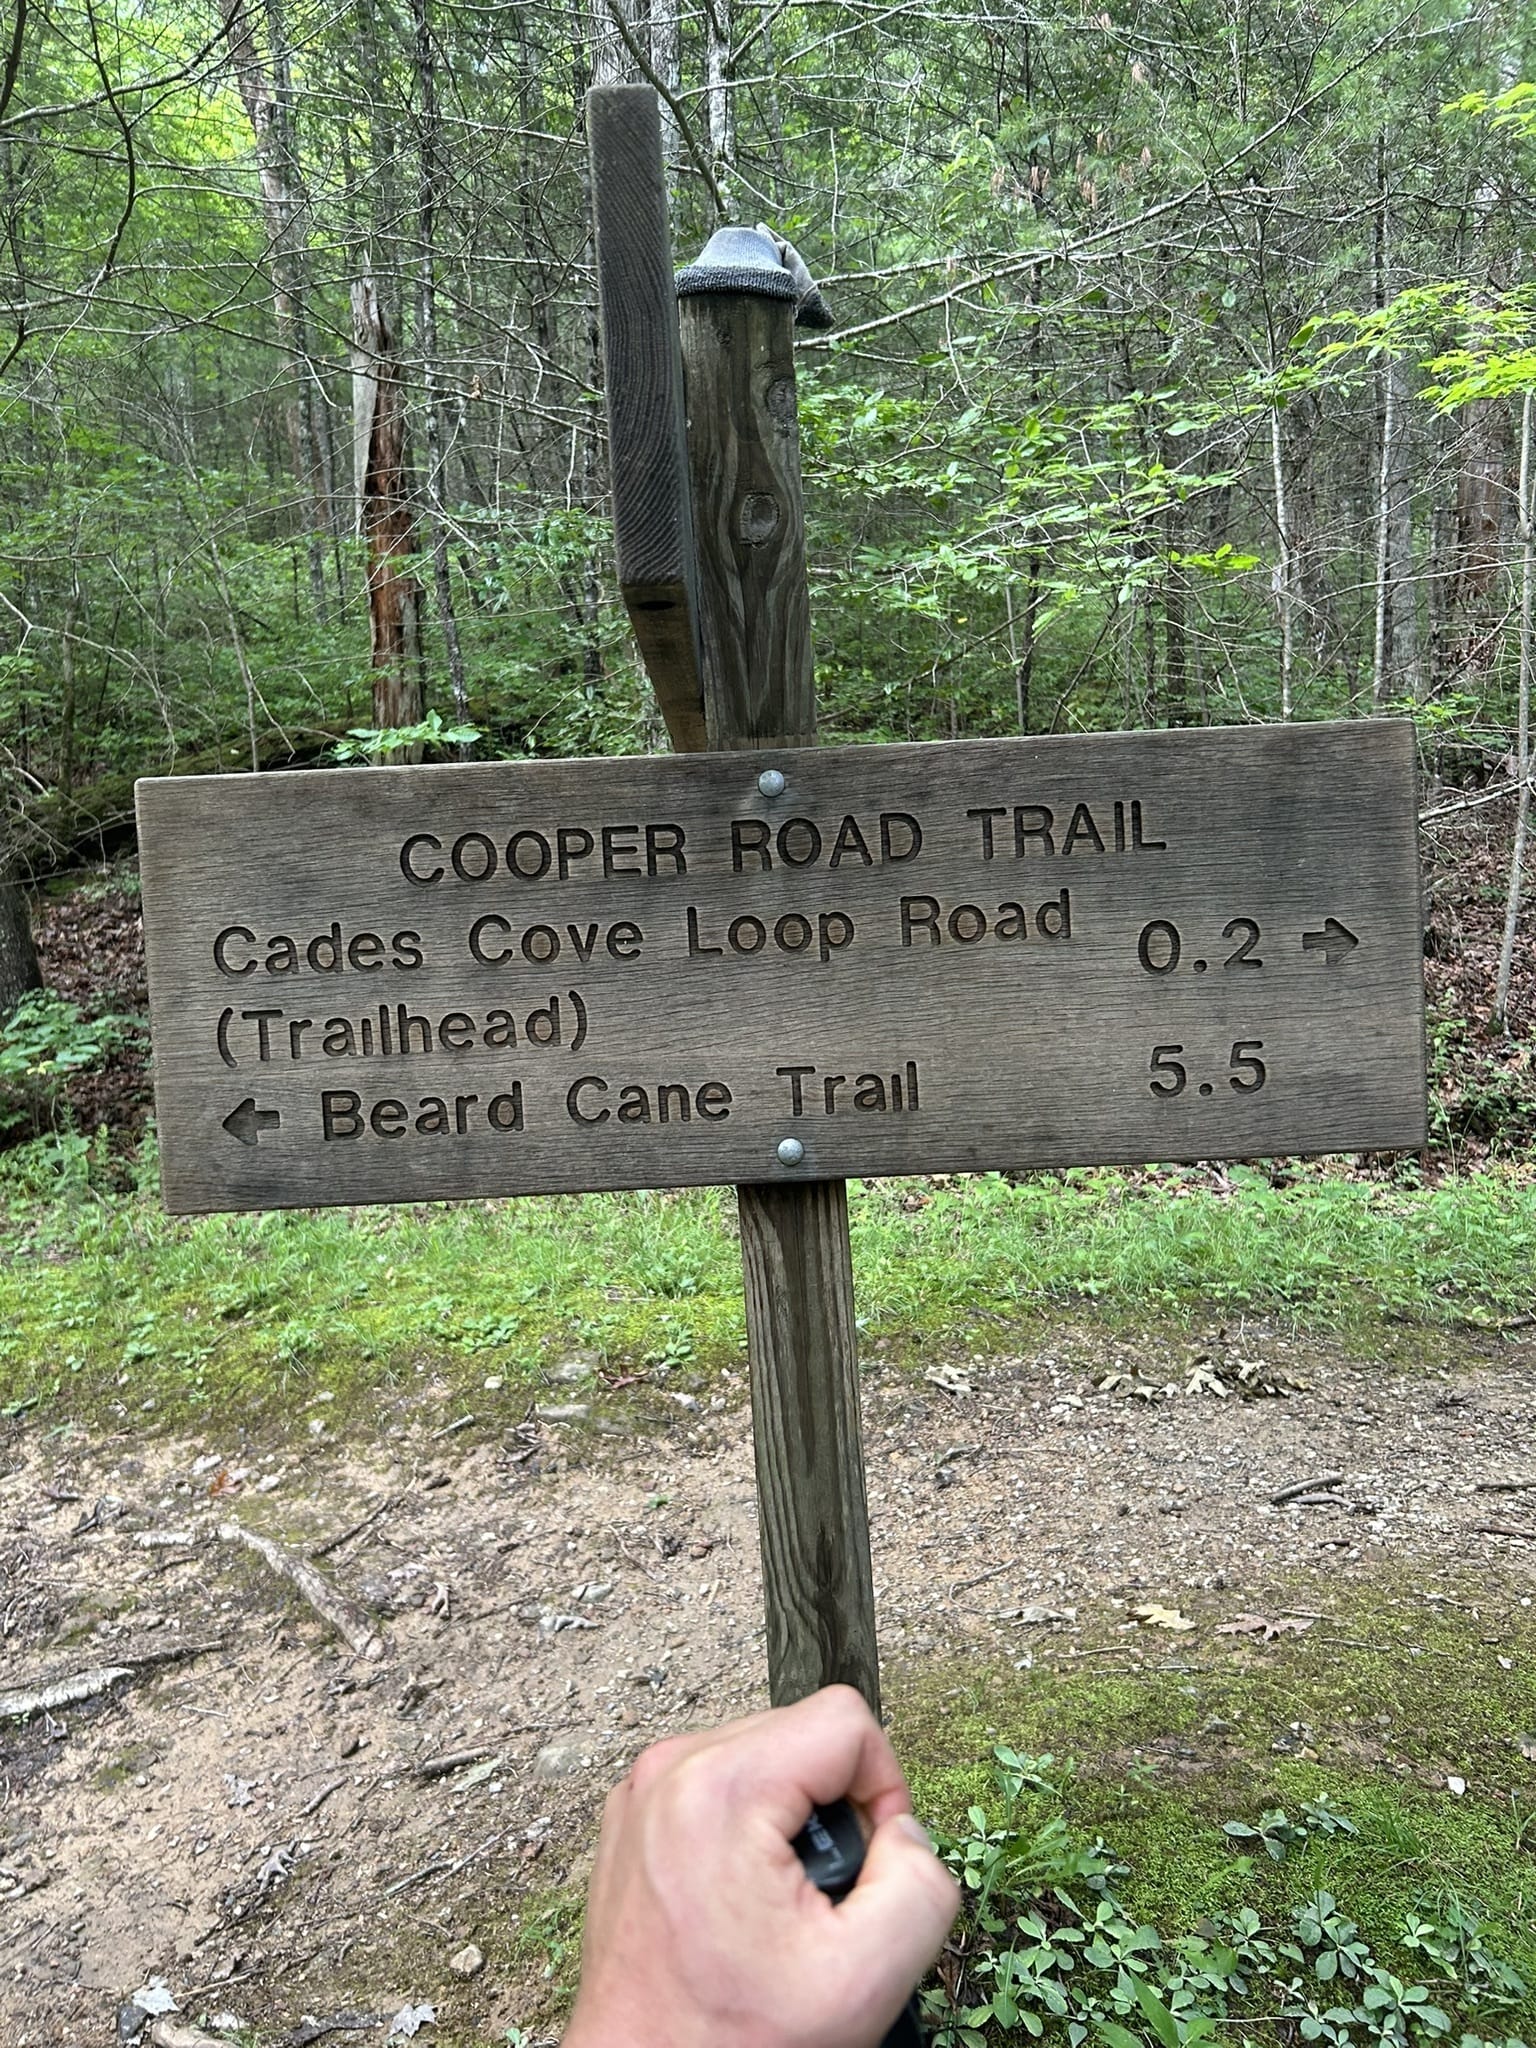 COOPER ROAD TRAIL
Cades Cove Loop Road 0.2 →
(Trailhead)
← Beard Cane Trail 5.5